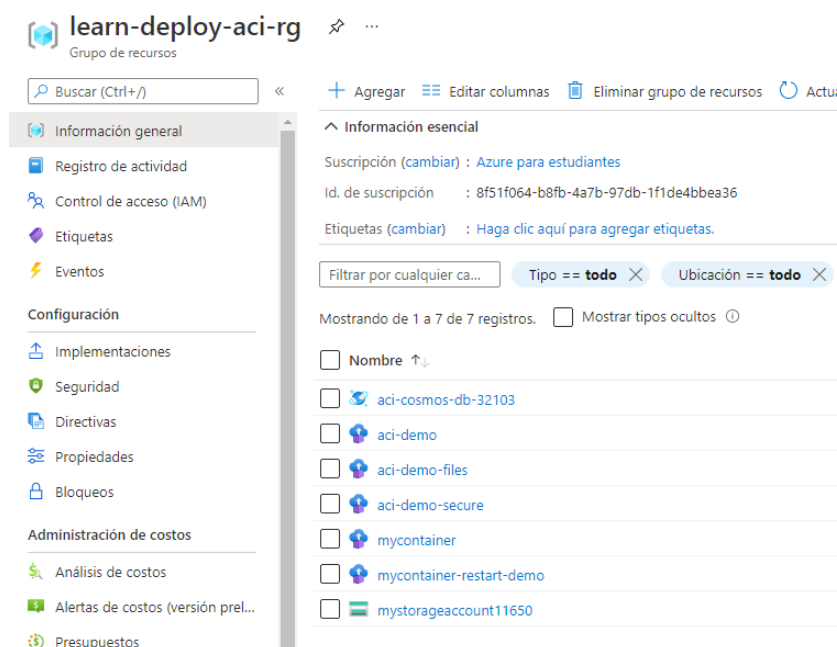 learn-deploy-aci-rg
Grupo de recursos
Buscar (Ctrl+/)
Información general
Registro de actividad
Control de acceso (IAM)
Etiquetas
Eventos
Configuración
Implementaciones
Seguridad
Directivas
Propiedades
Bloqueos
Administración de costos
Análisis de costos
Alertas de costos (versión prel...
Presupuestos
Agregar
Editar columnas
Eliminar grupo de recursos
Actua
Información esencial
Suscripción (cambiar) : Azure para estudiantes
Id. de suscripción : 8f51f064-b8fb-4a7b-97db-1f1de4bbea36
Etiquetas (cambiar) : Haga clic aquí para agregar etiquetas.
Filtrar por cualquier ca...
Tipo == todo
Ubicación == todo
Mostrando de 1 a 7 de 7 registros.
Mostrar tipos ocultos
Nombre
aci-cosmos-db-32103
aci-demo
aci-demo-files
aci-demo-secure
mycontainer
mycontainer-restart-demo
mystorageaccount11650